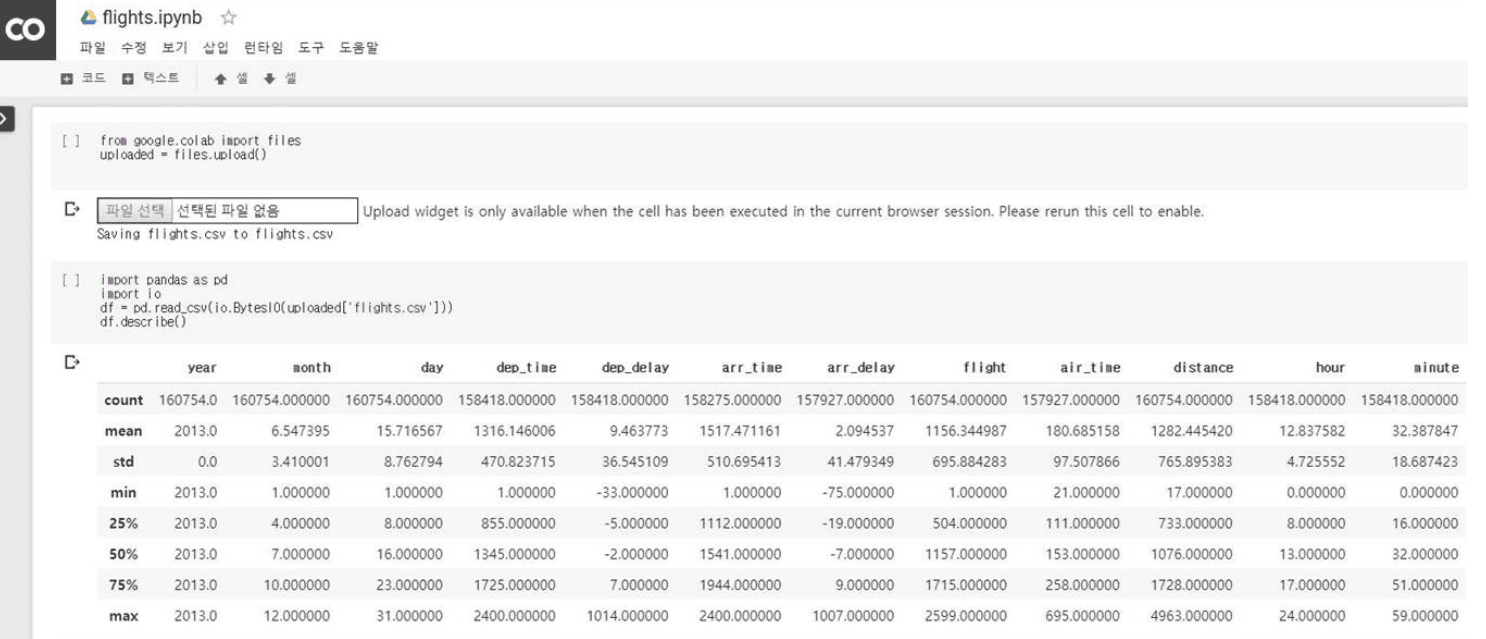 CO
flights.ipynb
파일 수정 보기 삽입 런타임 도구 도움말
코드 텍스트 셀 셀
[ ] from google.colab import files
uploaded = files.upload()
파일 선택 선택된 파일 없음 Upload widget is only available when the cell has been executed in the current browser session. Please rerun this cell to enable.
Saving flights.csv to flights.csv
[ ] import pandas as pd
import io
df = pd.read_csv(io.BytesIO(uploaded['flights.csv']))
df.describe()
year month day dep_time dep_delay arr_time arr_delay flight air_time distance hour minute
count 160754.0 160754.000000 160754.000000 158418.000000 158418.000000 158275.000000 157927.000000 160754.000000 157927.000000 160754.000000 158418.000000 158418.000000
mean 2013.0 6.547395 15.716567 1316.146006 9.463773 1517.471161 2.094537 1156.344987 180.685158 1282.445420 12.837582 32.387847
std 0.0 3.410001 8.762794 470.823715 36.545109 510.695413 41.479349 695.884283 97.507866 765.895383 4.725552 18.687423
min 2013.0 1.000000 1.000000 1.000000 -33.000000 1.000000 -75.000000 1.000000 21.000000 17.000000 0.000000 0.000000
25% 2013.0 4.000000 8.000000 855.000000 -5.000000 1112.000000 -19.000000 504.000000 111.000000 733.000000 8.000000 16.000000
50% 2013.0 7.000000 16.000000 1345.000000 -2.000000 1541.000000 -7.000000 1157.000000 153.000000 1076.000000 13.000000 32.000000
75% 2013.0 10.000000 23.000000 1725.000000 7.000000 1944.000000 9.000000 1715.000000 258.000000 1728.000000 17.000000 51.000000
max 2013.0 12.000000 31.000000 2400.000000 1014.000000 2400.000000 1007.000000 2599.000000 695.000000 4963.000000 24.000000 59.000000